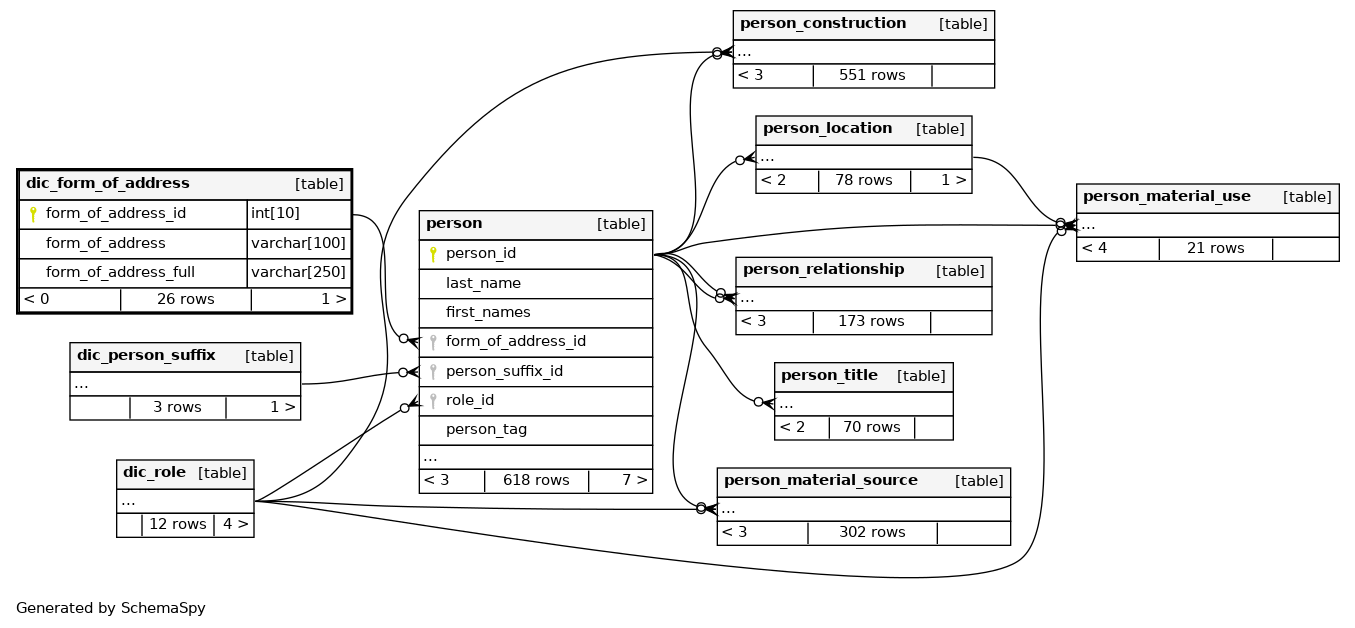 person_construction [table]
...
< 3 551 rows
person_location [table]
...
< 2 78 rows 1 >
dic_form_of_address [table]
form_of_address_id int[10]
form_of_address varchar[100]
form_of_address_full varchar[250]
< 0 26 rows 1 >
person_material_use [table]
...
< 4 21 rows
person [table]
person_id
last_name
first_names
form_of_address_id
person_suffix_id
role_id
person_tag
...
< 3 618 rows 7 >
person_relationship [table]
...
< 3 173 rows
dic_person_suffix [table]
...
3 rows 1 >
person_title [table]
...
< 2 70 rows
dic_role [table]
...
12 rows 4 >
person_material_source [table]
...
< 3 302 rows
Generated by SchemaSpy